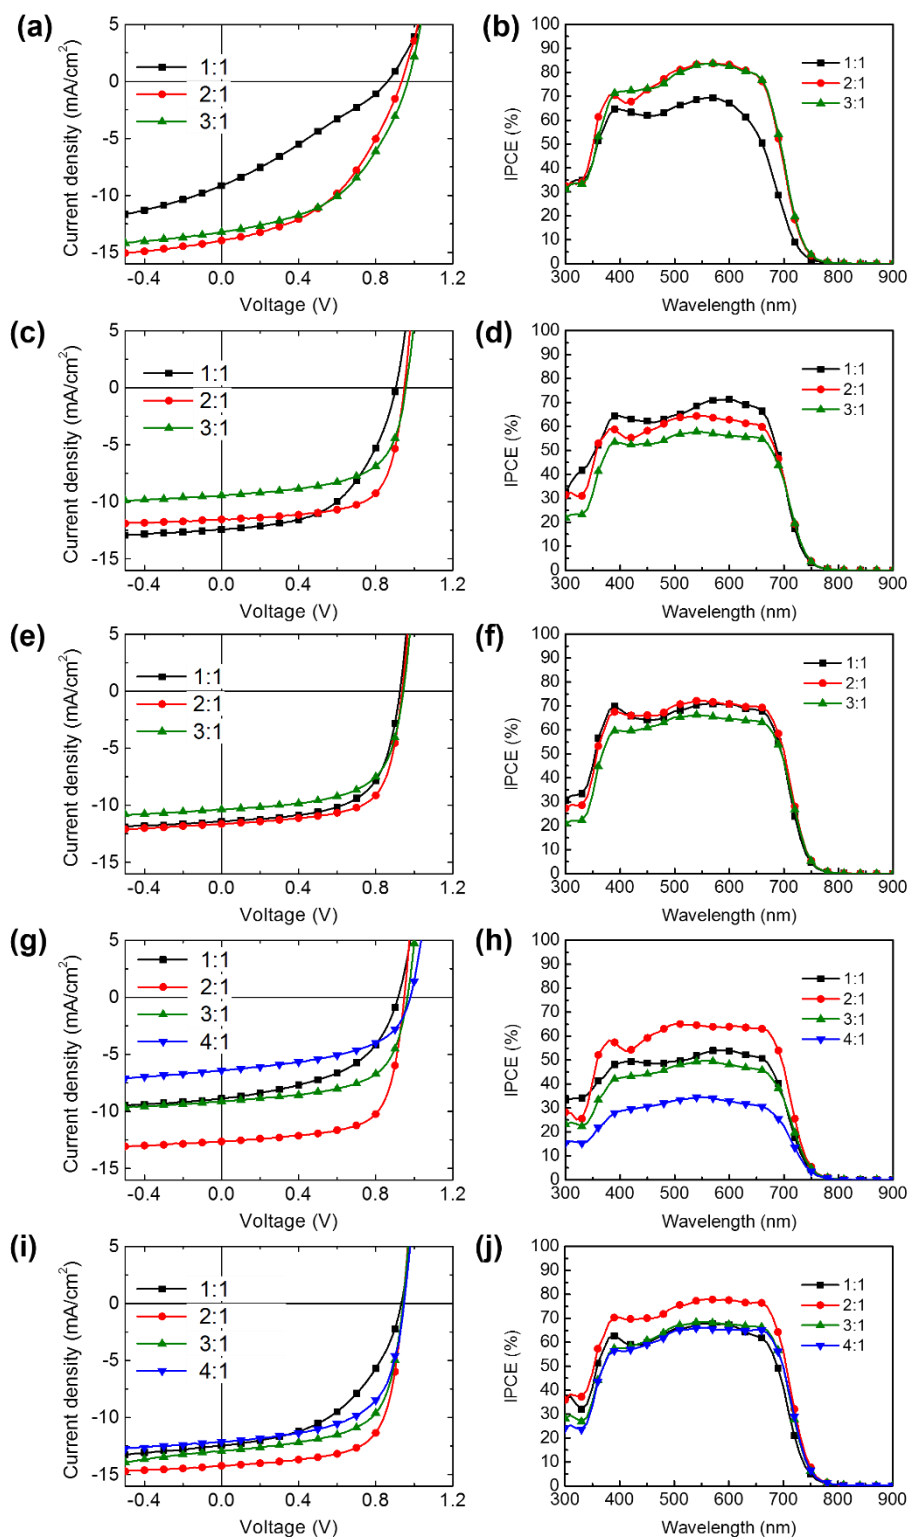 (a)
5
0
-5
-10
-15
Current density (mA/cm²)
1:1
2:1
3:1
-0.4 0.0 0.4 0.8 1.2
Voltage (V)
(b)
100
90
80
70
60
50
40
30
20
10
0
IPCE (%)
1:1
2:1
3:1
300 400 500 600 700 800 900
Wavelength (nm)
(c)
5
0
-5
-10
-15
Current density (mA/cm²)
1:1
2:1
3:1
-0.4 0.0 0.4 0.8 1.2
Voltage (V)
(d)
100
90
80
70
60
50
40
30
20
10
0
IPCE (%)
1:1
2:1
3:1
300 400 500 600 700 800 900
Wavelength (nm)
(e)
5
0
-5
-10
-15
Current density (mA/cm²)
1:1
2:1
3:1
-0.4 0.0 0.4 0.8 1.2
Voltage (V)
(f)
100
90
80
70
60
50
40
30
20
10
0
IPCE (%)
1:1
2:1
3:1
300 400 500 600 700 800 900
Wavelength (nm)
(g)
5
0
-5
-10
-15
Current density (mA/cm²)
1:1
2:1
3:1
4:1
-0.4 0.0 0.4 0.8 1.2
Voltage (V)
(h)
100
90
80
70
60
50
40
30
20
10
0
IPCE (%)
1:1
2:1
3:1
4:1
300 400 500 600 700 800 900
Wavelength (nm)
(i)
5
0
-5
-10
-15
Current density (mA/cm²)
1:1
2:1
3:1
4:1
-0.4 0.0 0.4 0.8 1.2
Voltage (V)
(j)
100
90
80
70
60
50
40
30
20
10
0
IPCE (%)
1:1
2:1
3:1
4:1
300 400 500 600 700 800 900
Wavelength (nm)